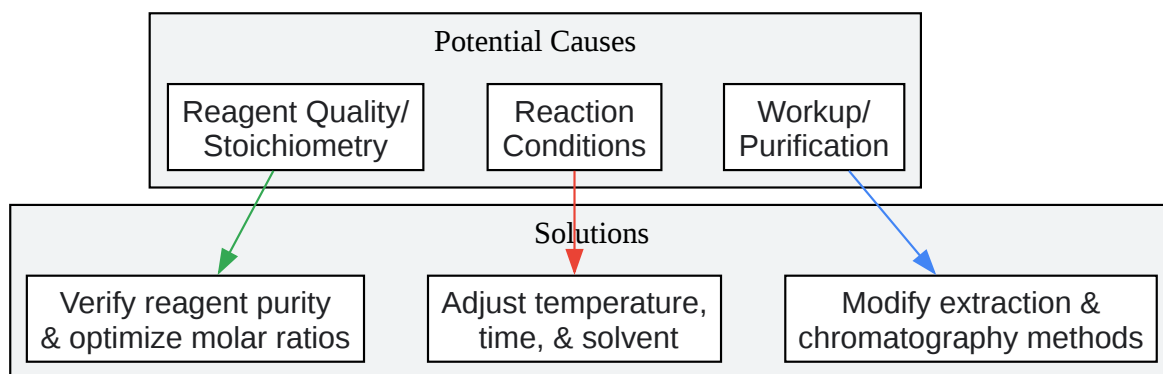 Potential Causes
Reagent Quality/
Stoichiometry
Reaction
Conditions
Workup/
Purification
Solutions
Verify reagent purity
& optimize molar ratios
Adjust temperature,
time, & solvent
Modify extraction &
chromatography methods